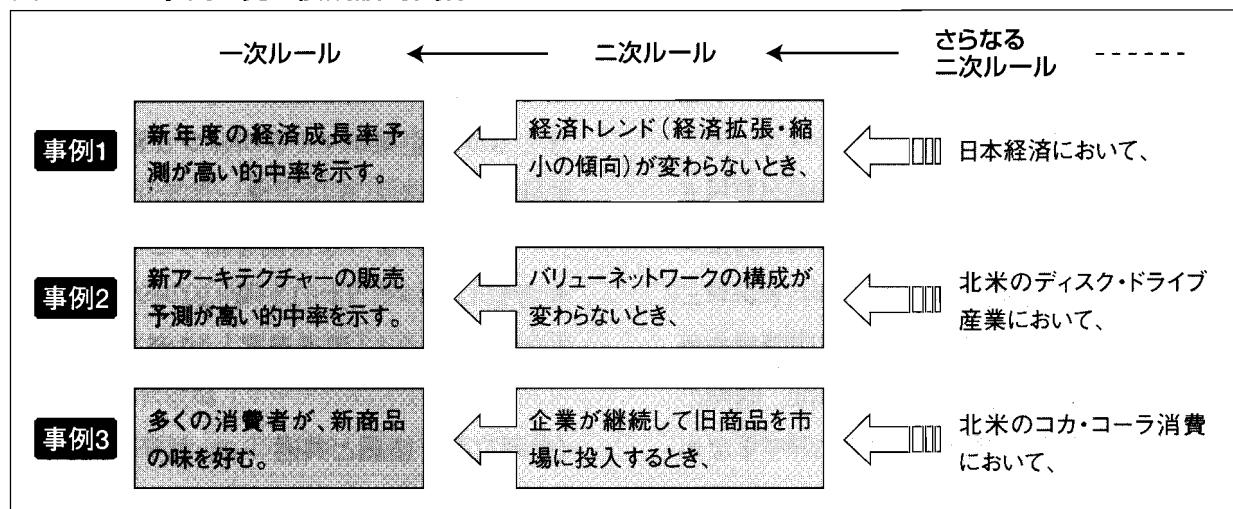 一次ルール ← 二次ルール ← さらなる
二次ルール ------
事例1
新年度の経済成長率予
測が高い的中率を示す。
経済トレンド(経済拡張・縮
小の傾向)が変わらないとき、
日本経済において、
事例2
新アーキテクチャーの販売
予測が高い的中率を示す。
バリューネットワークの構成が
変わらないとき、
北米のディスク・ドライブ
産業において、
事例3
多くの消費者が、新商品
の味を好む。
企業が継続して旧商品を市
場に投入するとき、
北米のコカ・コーラ消費
において、